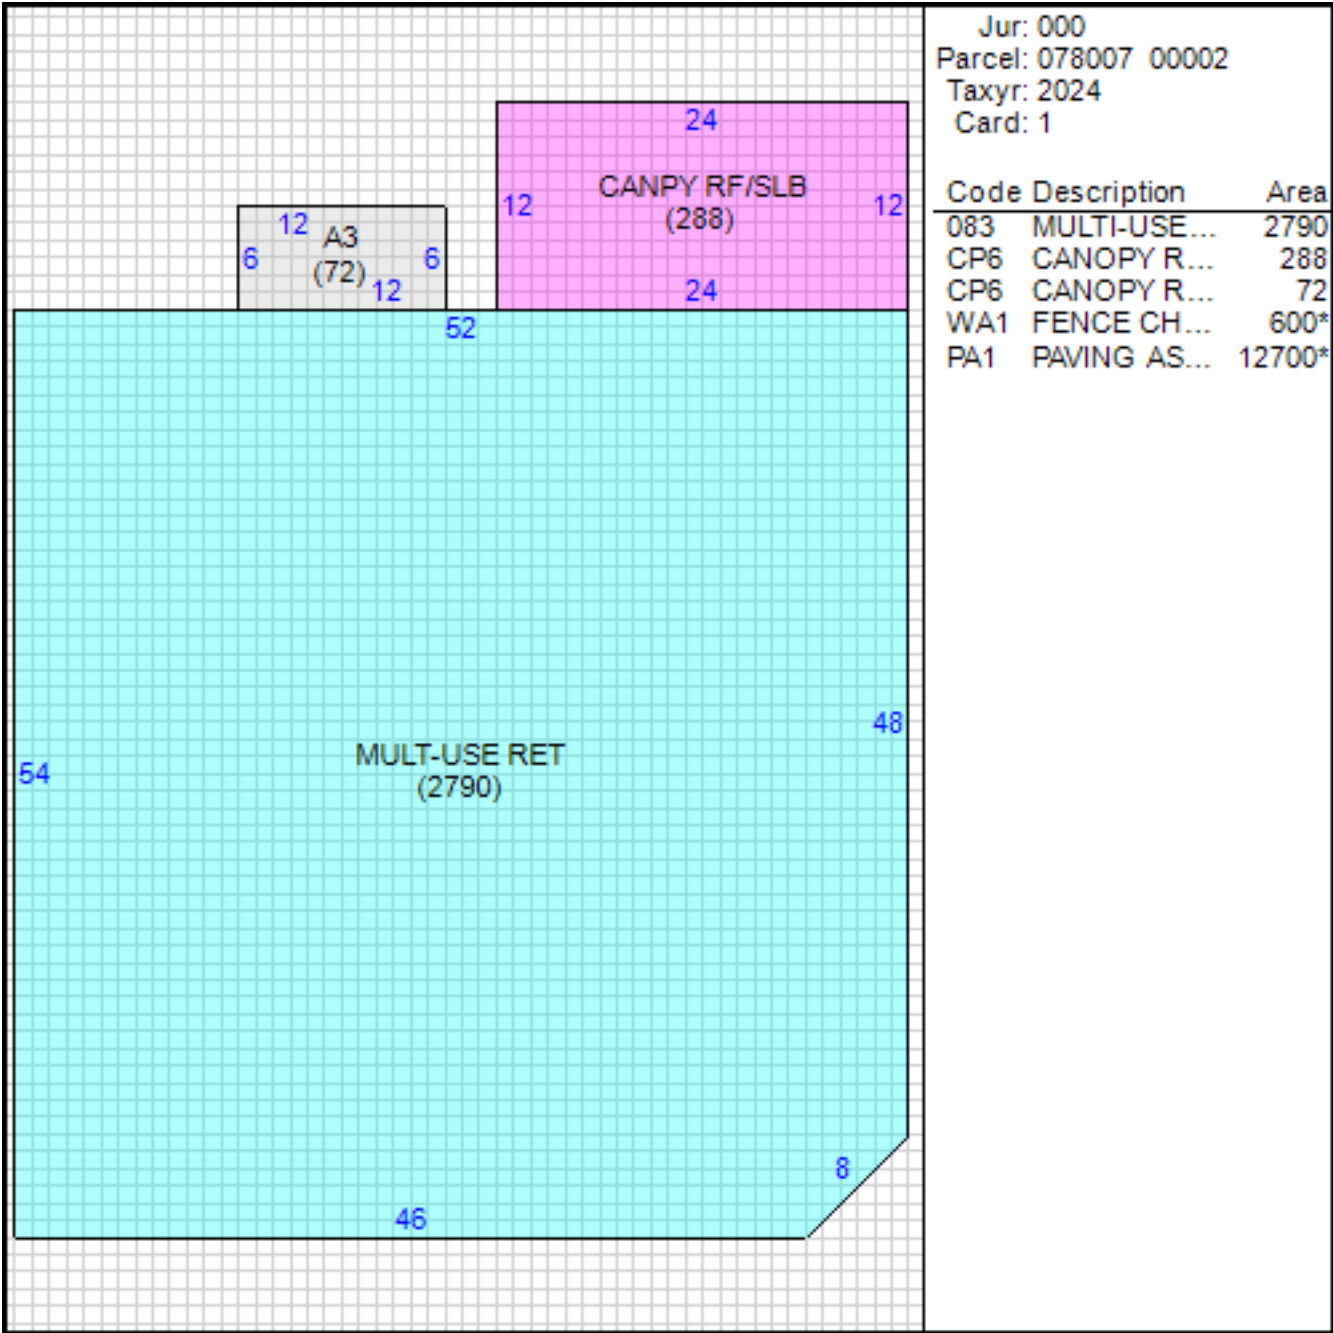 Jur: 000
Parcel: 078007 00002
Taxyr: 2024
Card: 1
Code Description Area
083 MULTI-USE... 2790
CP6 CANOPY R... 288
CP6 CANOPY R... 72
WA1 FENCE CH... 600*
PA1 PAVING AS... 12700*
24
CANPY RF/SLB
12 12
(288)
24
12
A3
6 6
(72)
12
52
48
MULT-USE RET
54
(2790)
8
46